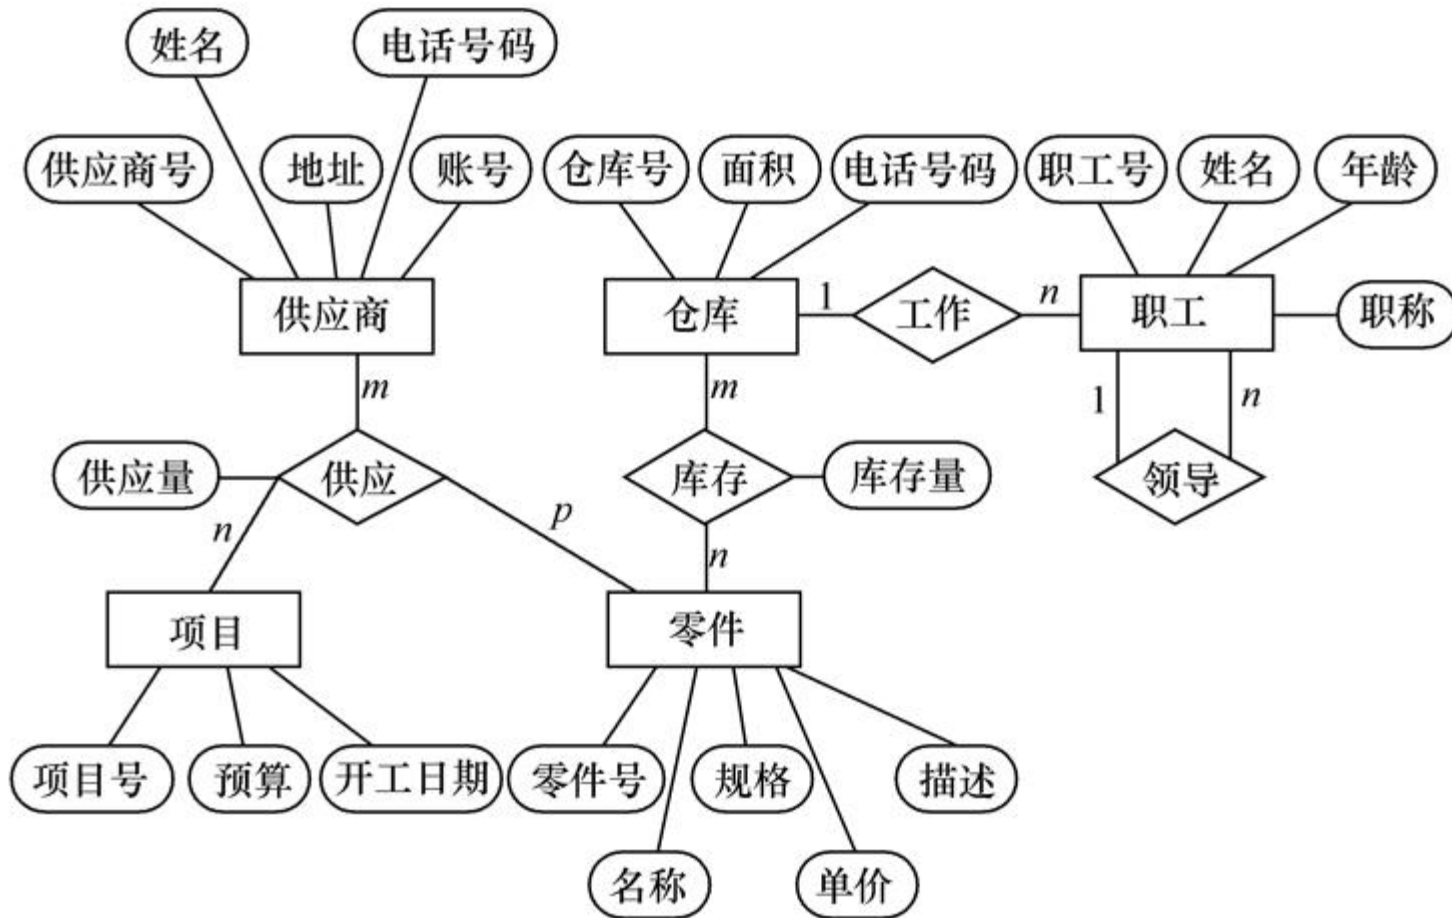 姓名 电话号码
供应商号 地址 账号 仓库号 面积 电话号码 职工号 姓名 年龄
供应商 仓库 1 工作 n 职工 职称
m m 1 n
供应量 供应 库存 库存量 领导
n p n
项目 零件
项目号 预算 开工日期 零件号 规格 描述
名称 单价